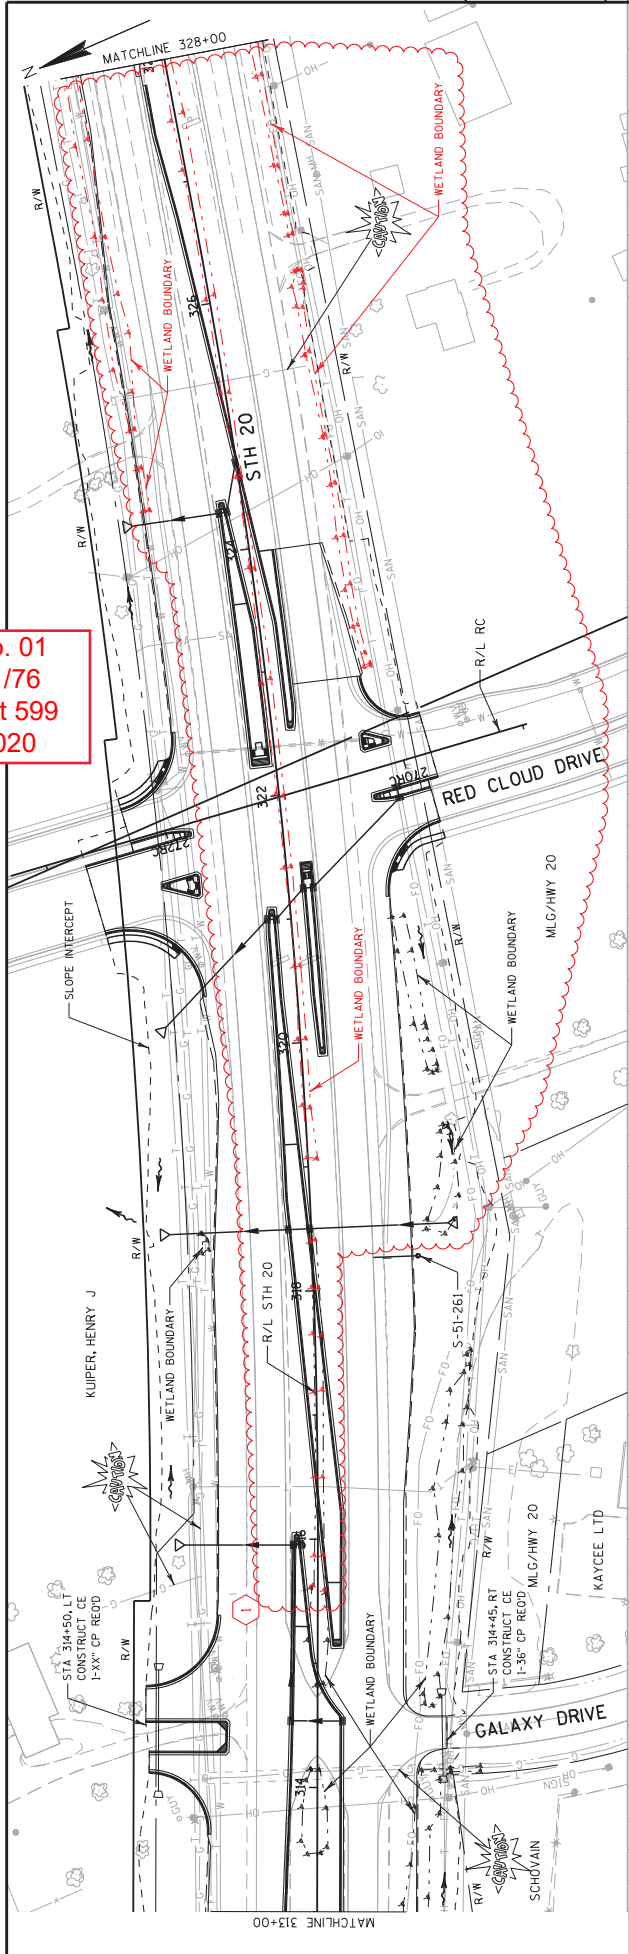 MATCHLINE 328+00
N
R/W
WETLAND BOUNDARY
<CAUTION>
WETLAND BOUNDARY
326
R/W
STH 20
R/W
324
o. 01
/76
t 599
020
R/L RC
322
270RC
RED CLOUD DRIVE
272RC
SLOPE INTERCEPT
MLG/HWY 20
R/W
WETLAND BOUNDARY
WETLAND BOUNDARY
320
R/W
KUIPER, HENRY J
WETLAND BOUNDARY
R/L STH 20
318
S-51-261
<CAUTION>
316
1
R/W
MLG/HWY 20
KAYCEE LTD
STA 314+50, LT
CONSTRUCT CE
1-XX" CP REQ'D
R/W
WETLAND BOUNDARY
STA 314+45, RT
CONSTRUCT CE
1-36" CP REQ'D
GALAXY DRIVE
314
<CAUTION>
SCHOVAIN
R/W
MATCHLINE 313+00